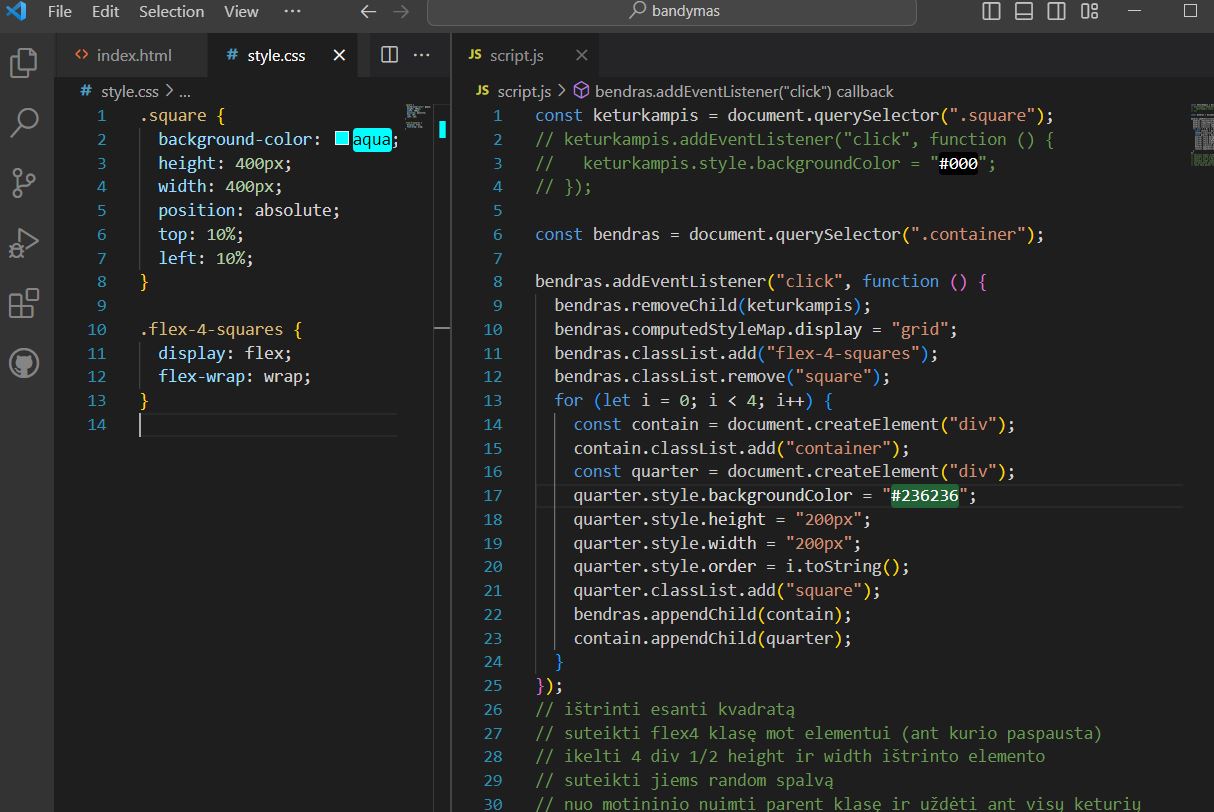 File Edit Selection View ··· bandymas
index.html style.css
style.css > ...
1 .square {
2 background-color: aqua;
3 height: 400px;
4 width: 400px;
5 position: absolute;
6 top: 10%;
7 left: 10%;
8 }
9
10 .flex-4-squares {
11 display: flex;
12 flex-wrap: wrap;
13 }
14
JS script.js
JS script.js > bendras.addEventListener("click") callback
1 const keturkampis = document.querySelector(".square");
2 // keturkampis.addEventListener("click", function () {
3 //   keturkampis.style.backgroundColor = "#000";
4 // });
5
6 const bendras = document.querySelector(".container");
7
8 bendras.addEventListener("click", function () {
9 bendras.removeChild(keturkampis);
10 bendras.computedStyleMap.display = "grid";
11 bendras.classList.add("flex-4-squares");
12 bendras.classList.remove("square");
13 for (let i = 0; i < 4; i++) {
14 const contain = document.createElement("div");
15 contain.classList.add("container");
16 const quarter = document.createElement("div");
17 quarter.style.backgroundColor = "#236236";
18 quarter.style.height = "200px";
19 quarter.style.width = "200px";
20 quarter.style.order = i.toString();
21 quarter.classList.add("square");
22 bendras.appendChild(contain);
23 contain.appendChild(quarter);
24 }
25 });
26 // ištrinti esanti kvadratą
27 // suteikti flex4 klasę mot elementui (ant kurio paspausta)
28 // ikelti 4 div 1/2 height ir width ištrinto elemento
29 // suteikti jiems random spalvą
30 // nuo motininio nuimti parent klasę ir uždėti ant visų keturių